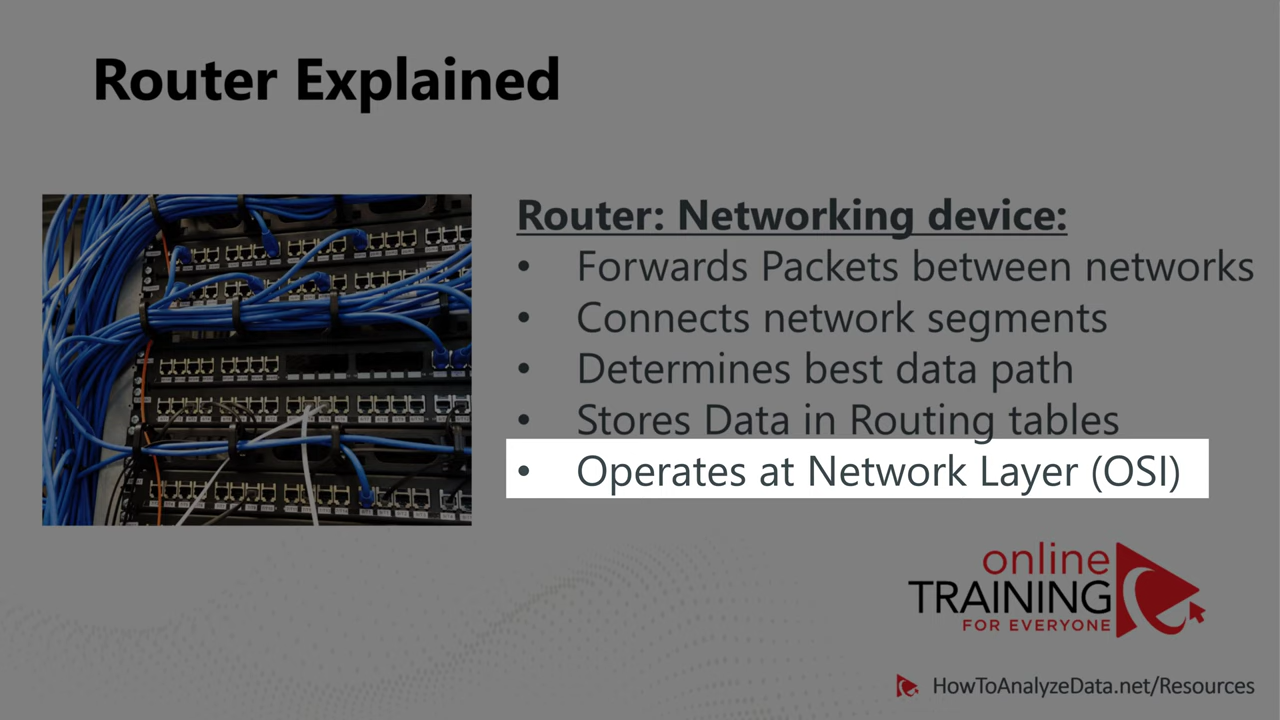 Router Explained
Router: Networking device:
• Forwards Packets between networks
• Connects network segments
• Determines best data path
• Stores Data in Routing tables
• Operates at Network Layer (OSI)
online
TRAINING
FOR EVERYONE
HowToAnalyzeData.net/Resources